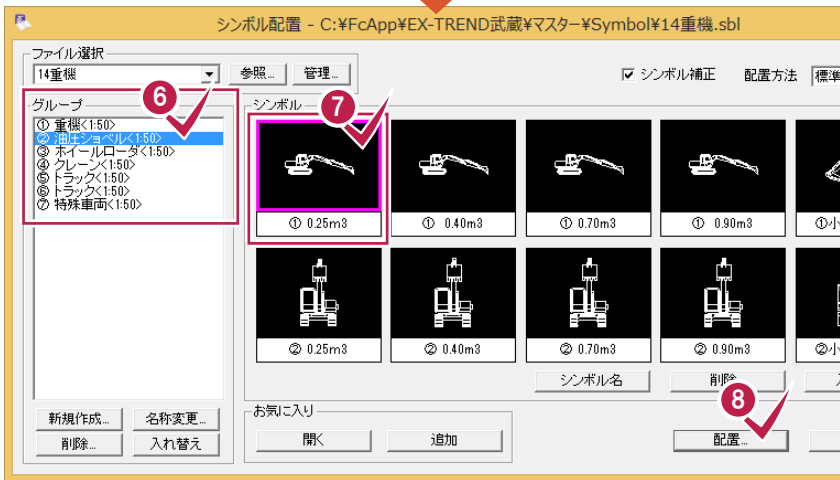 シンボル配置 - C:¥FcApp¥EX-TREND武蔵¥マスター¥Symbol¥14重機.sbl
ファイル選択
14重機
参照...
管理...
シンボル補正
配置方法
標準
グループ
6
① 重機<1:50>
② 油圧ショベル<1:50>
③ ホイールローダ<1:50>
④ クレーン<1:50>
⑤ トラック<1:50>
⑥ トラック<1:50>
⑦ 特殊車両<1:50>
シンボル
7
① 0.25m3
① 0.40m3
① 0.70m3
① 0.90m3
①小
② 0.25m3
② 0.40m3
② 0.70m3
② 0.90m3
②小
シンボル名
削除
新規作成...
名称変更...
削除...
入れ替え
お気に入り
開く
追加
8
配置...